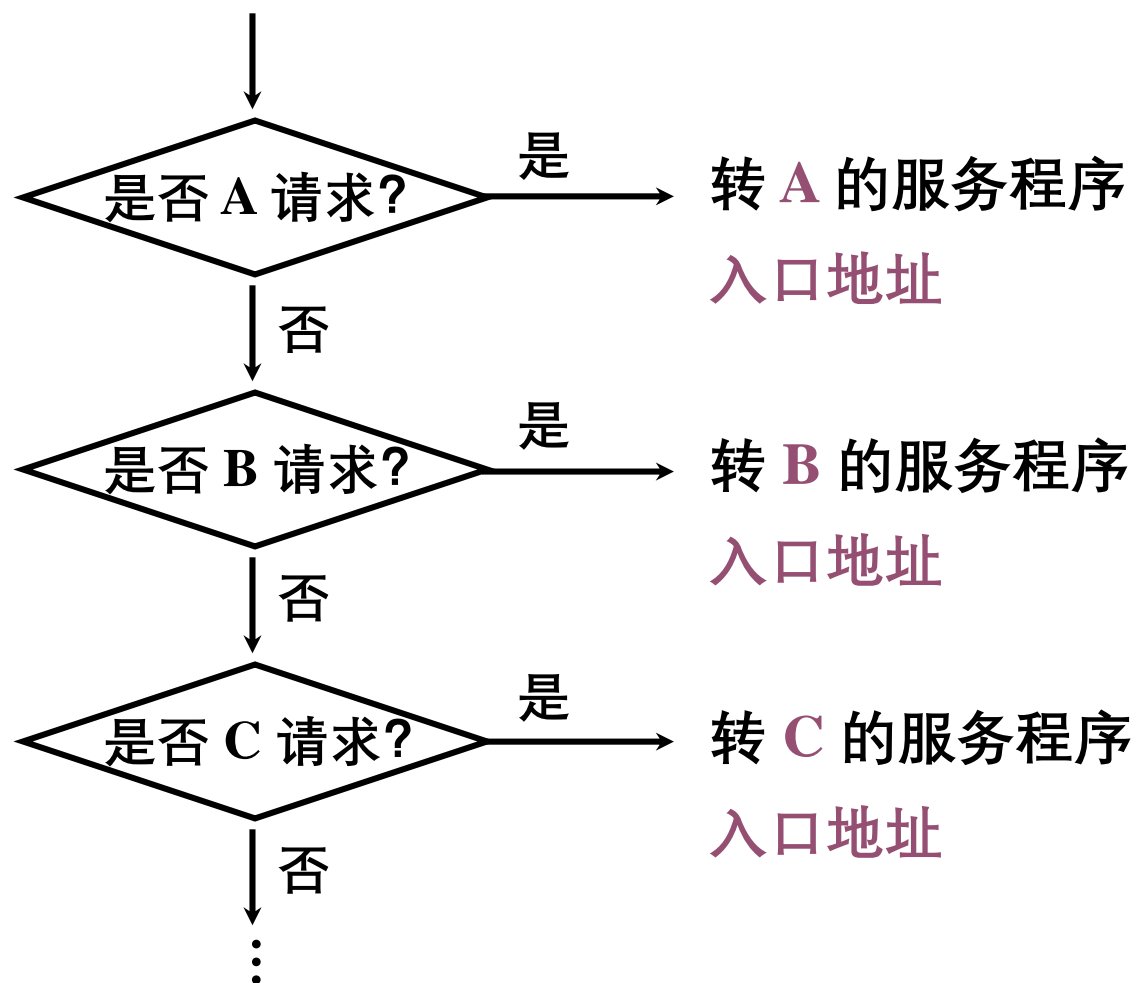 是否 A 请求？
是
转 A 的服务程序
入口地址
否
是否 B 请求？
是
转 B 的服务程序
入口地址
否
是否 C 请求？
是
转 C 的服务程序
入口地址
否
⋮